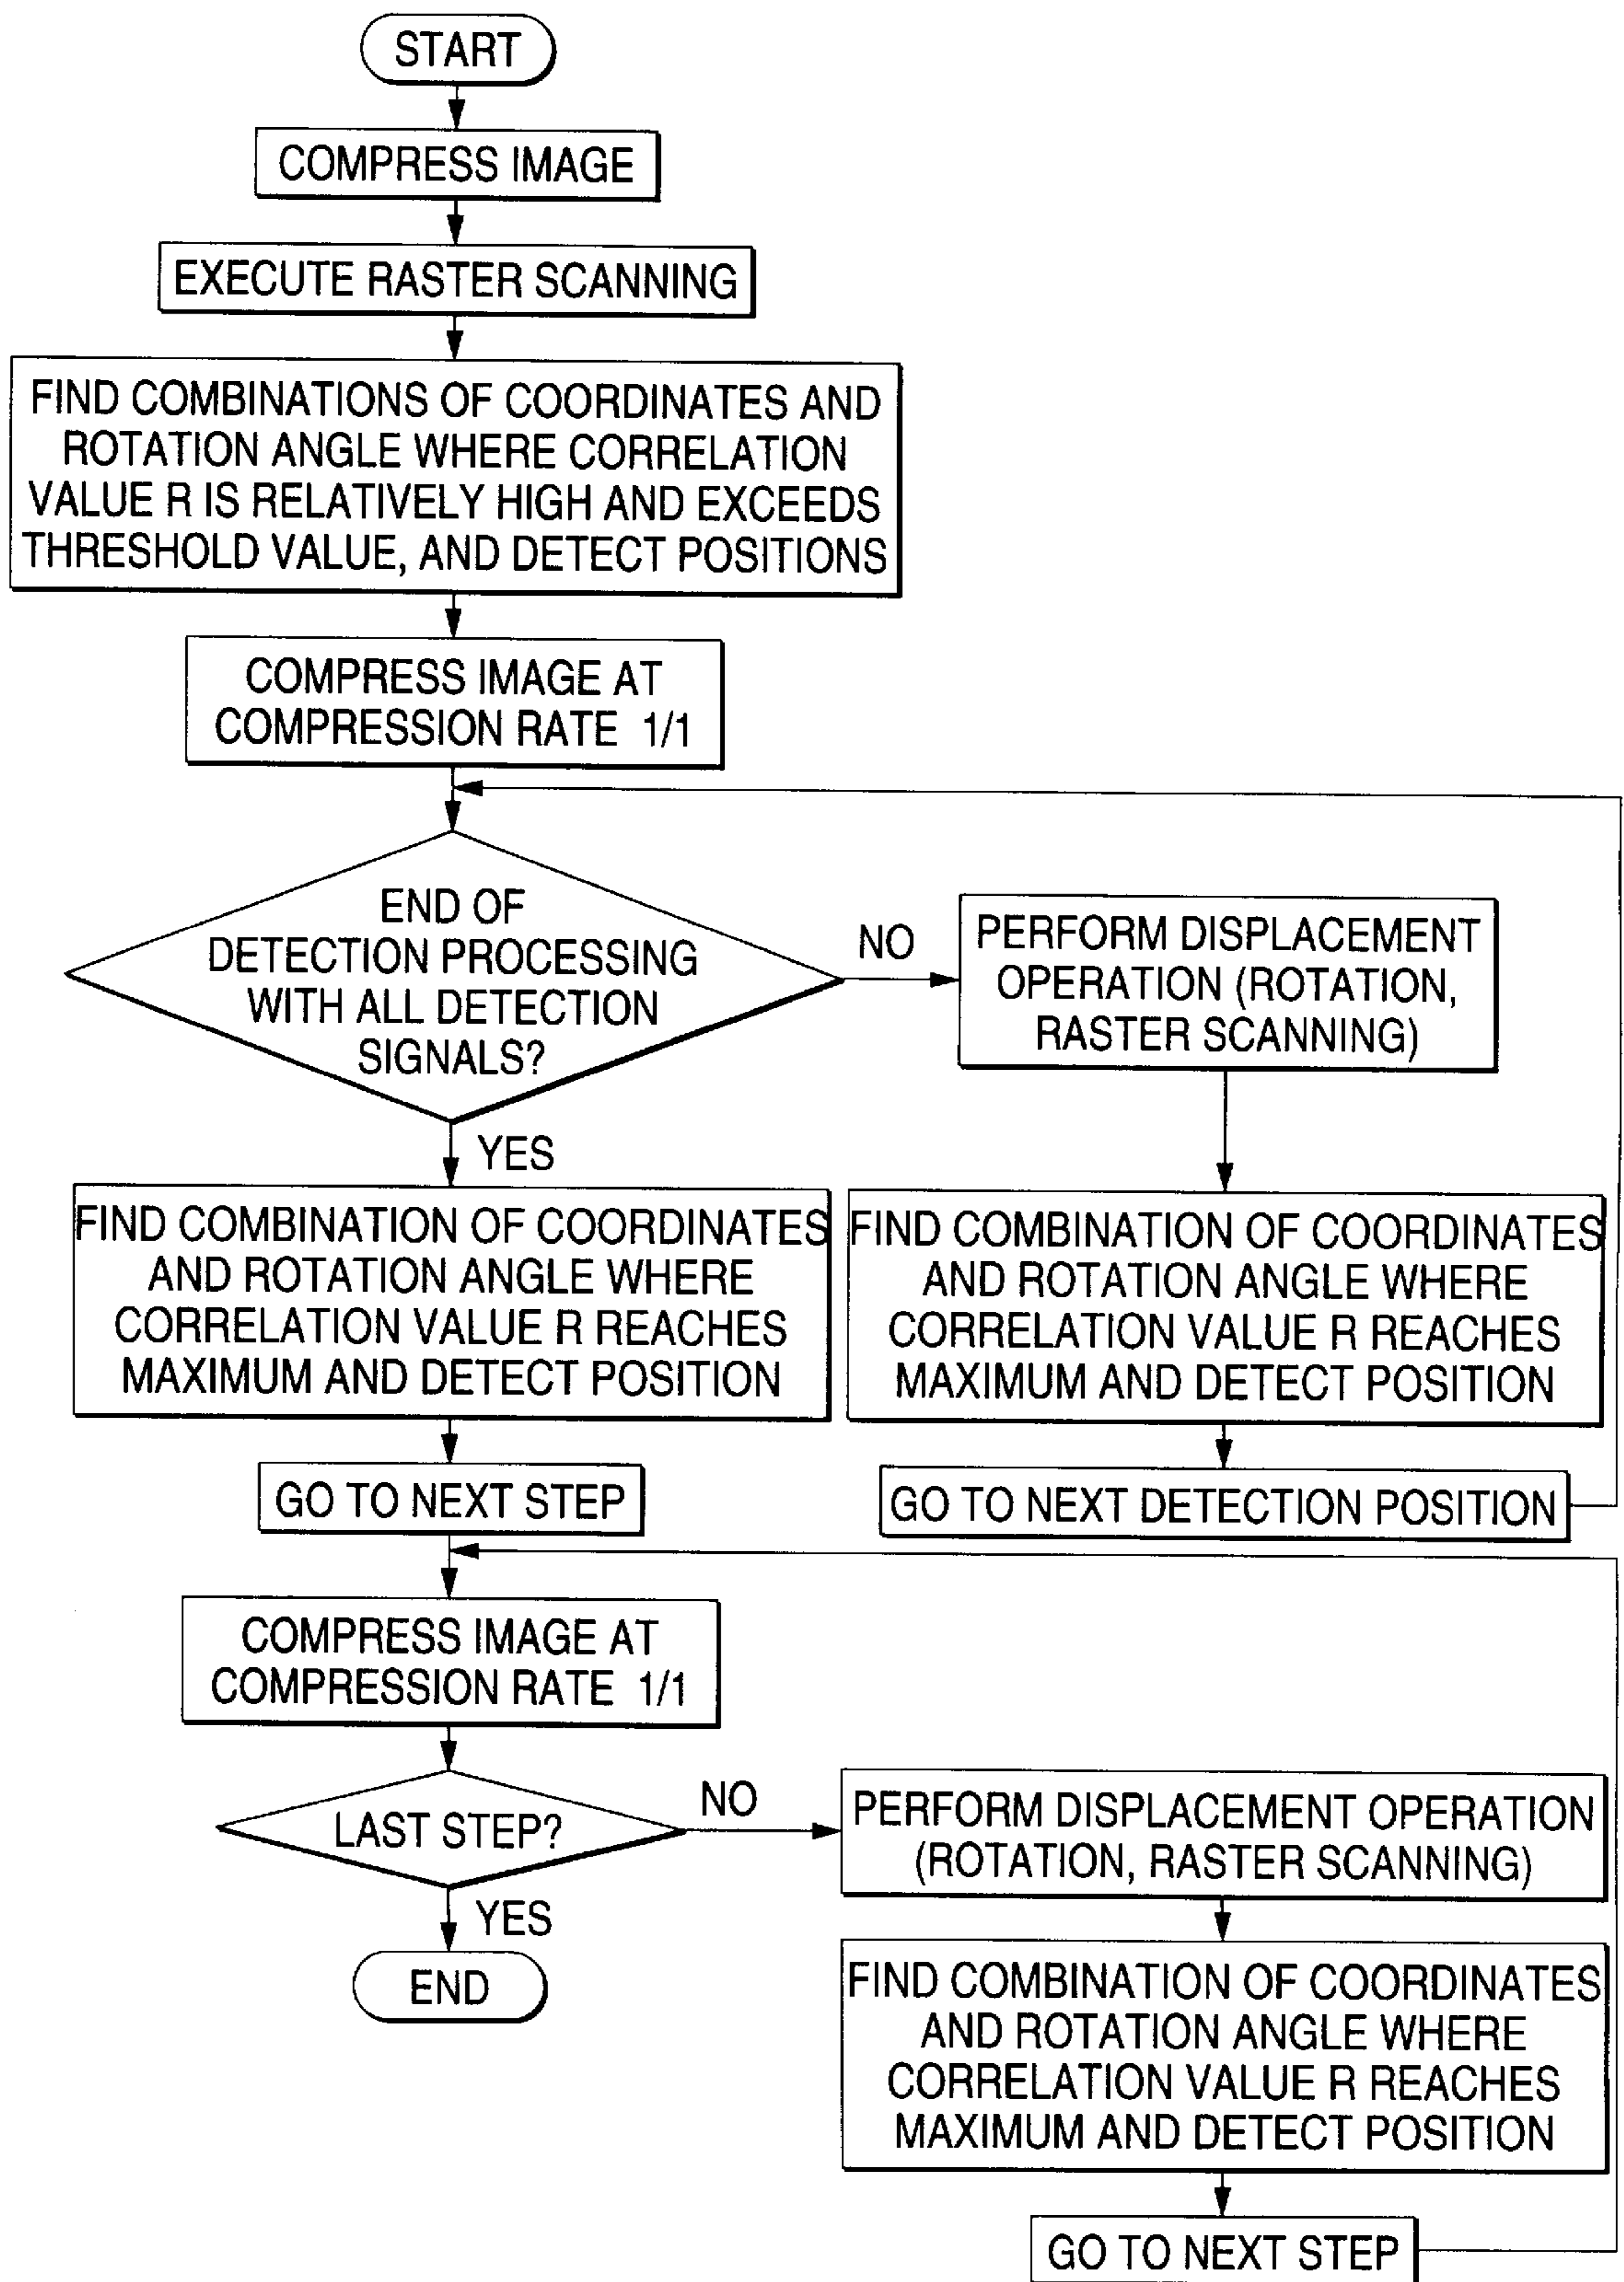 START
COMPRESS IMAGE
EXECUTE RASTER SCANNING
FIND COMBINATIONS OF COORDINATES AND
ROTATION ANGLE WHERE CORRELATION
VALUE R IS RELATIVELY HIGH AND EXCEEDS
THRESHOLD VALUE, AND DETECT POSITIONS
COMPRESS IMAGE AT
COMPRESSION RATE 1/1
END OF
DETECTION PROCESSING
WITH ALL DETECTION
SIGNALS?
NO
PERFORM DISPLACEMENT
OPERATION (ROTATION,
RASTER SCANNING)
YES
FIND COMBINATION OF COORDINATES
AND ROTATION ANGLE WHERE
CORRELATION VALUE R REACHES
MAXIMUM AND DETECT POSITION
FIND COMBINATION OF COORDINATES
AND ROTATION ANGLE WHERE
CORRELATION VALUE R REACHES
MAXIMUM AND DETECT POSITION
GO TO NEXT STEP
GO TO NEXT DETECTION POSITION
COMPRESS IMAGE AT
COMPRESSION RATE 1/1
LAST STEP?
NO
PERFORM DISPLACEMENT OPERATION
(ROTATION, RASTER SCANNING)
YES
END
FIND COMBINATION OF COORDINATES
AND ROTATION ANGLE WHERE
CORRELATION VALUE R REACHES
MAXIMUM AND DETECT POSITION
GO TO NEXT STEP